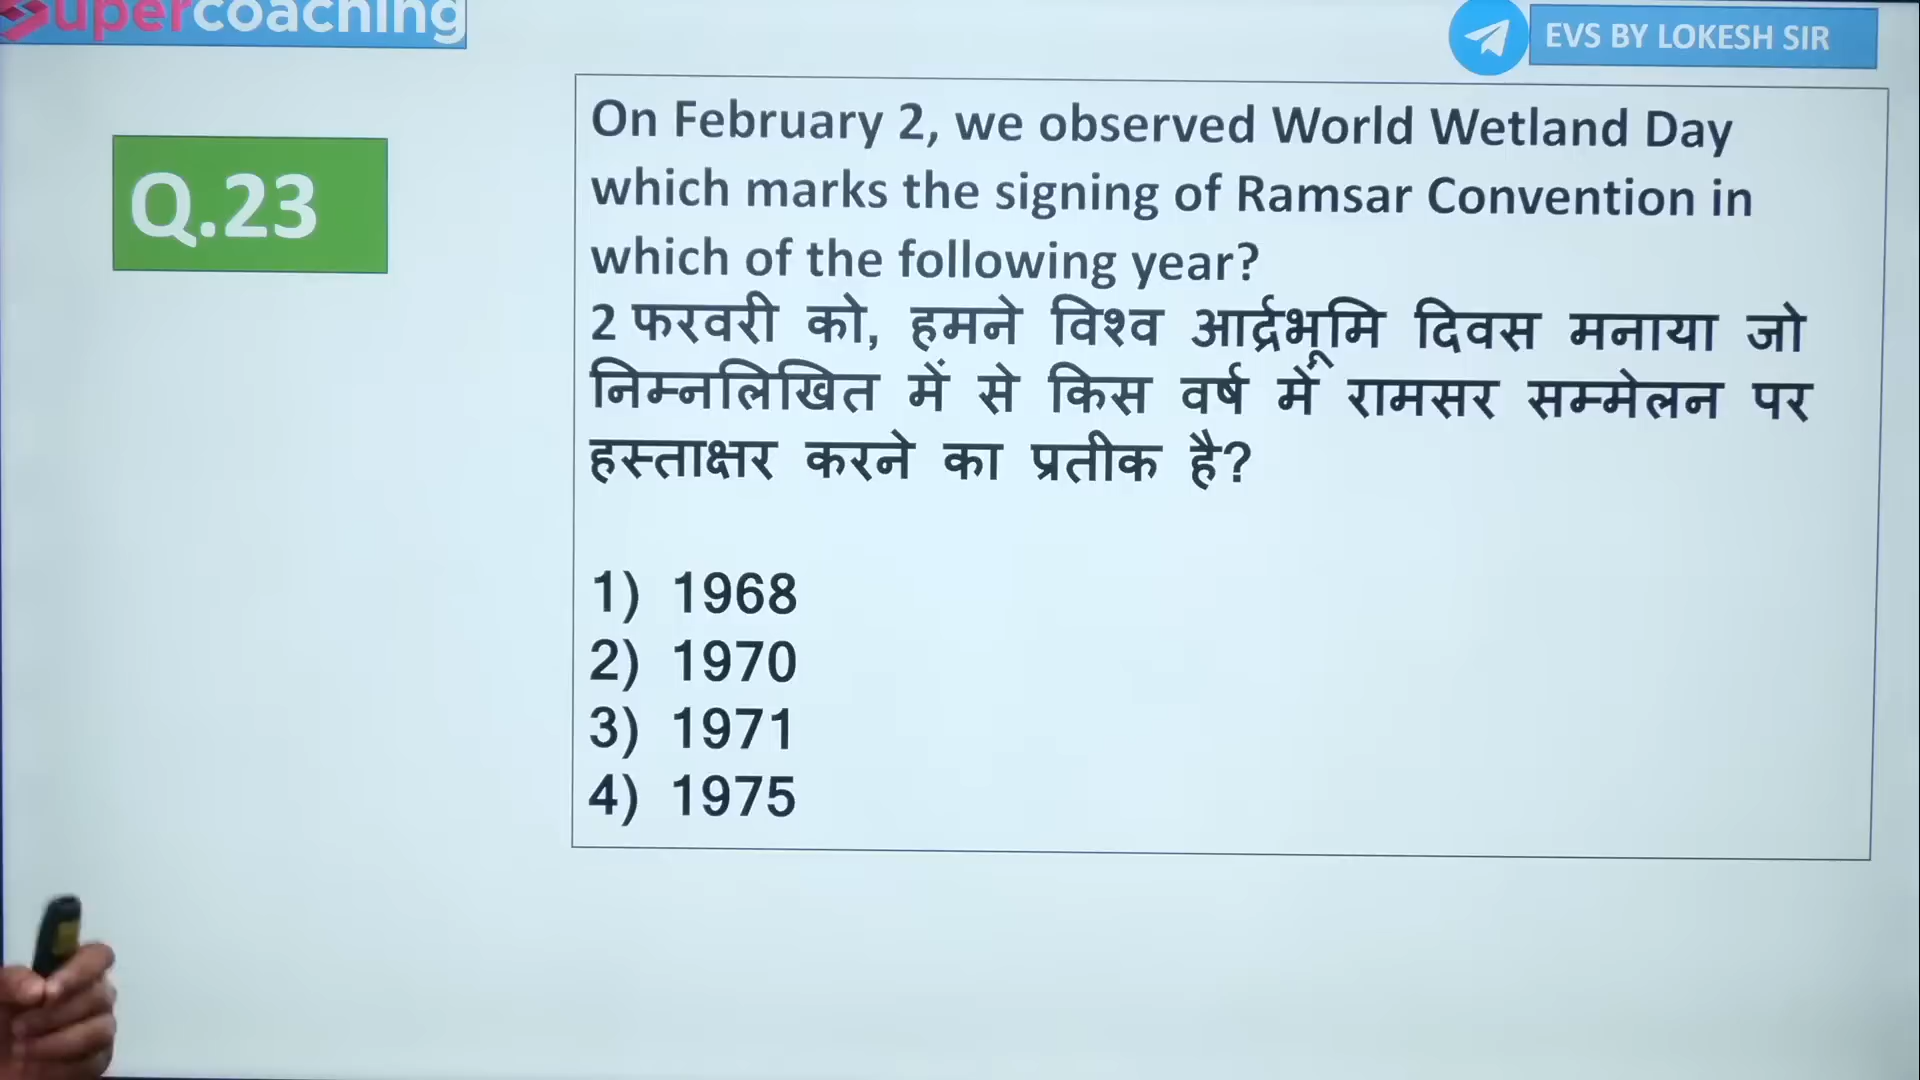 supercoaching
EVS BY LOKESH SIR
Q.23
On February 2, we observed World Wetland Day
which marks the signing of Ramsar Convention in
which of the following year?
2 फरवरी को, हमने विश्व आर्द्रभूमि दिवस मनाया जो
निम्नलिखित में से किस वर्ष में रामसर सम्मेलन पर
हस्ताक्षर करने का प्रतीक है?
1) 1968
2) 1970
3) 1971
4) 1975